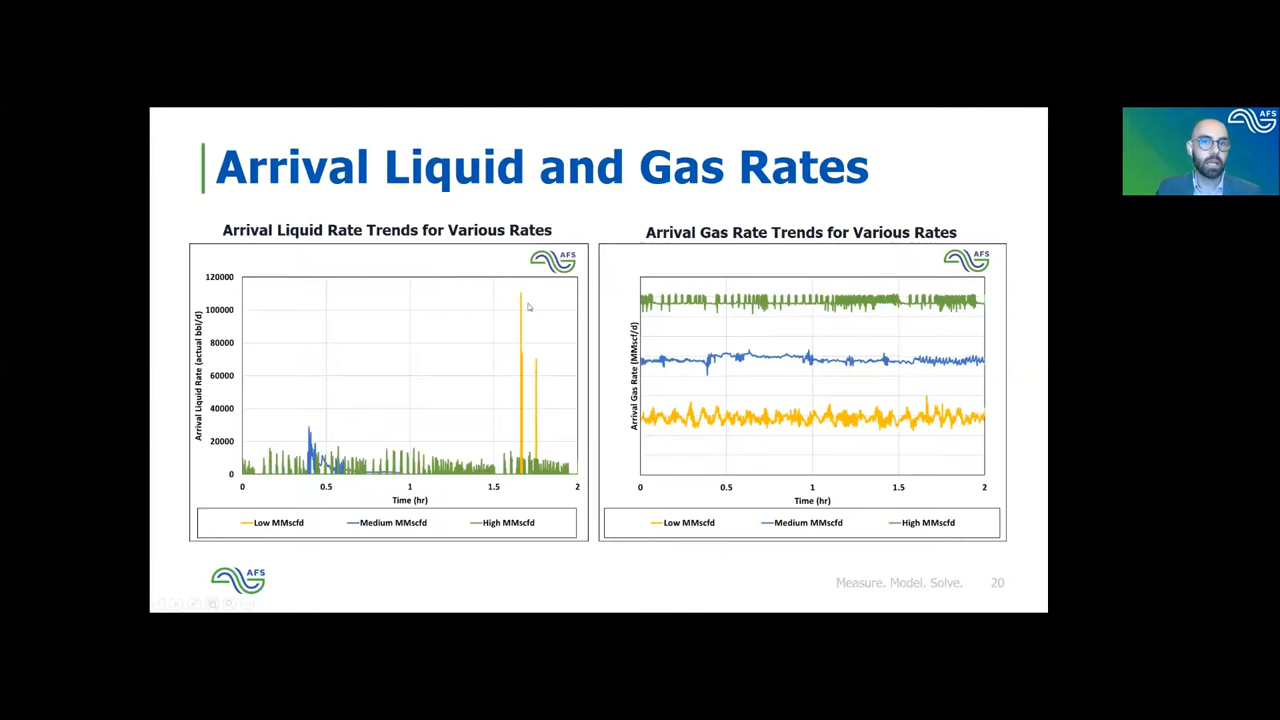 AFS
Arrival Liquid and Gas Rates
Arrival Liquid Rate Trends for Various Rates
AFS
120000
100000
80000
60000
40000
20000
0
Arrival Liquid Rate (actual bbl/d)
0 0.5 1 1.5 2
Time (hr)
Low MMscfd Medium MMscfd High MMscfd
Arrival Gas Rate Trends for Various Rates
AFS
Arrival Gas Rate (MMscf/d)
0 0.5 1 1.5 2
Time (hr)
Low MMscfd Medium MMscfd High MMscfd
AFS
Measure. Model. Solve. 20